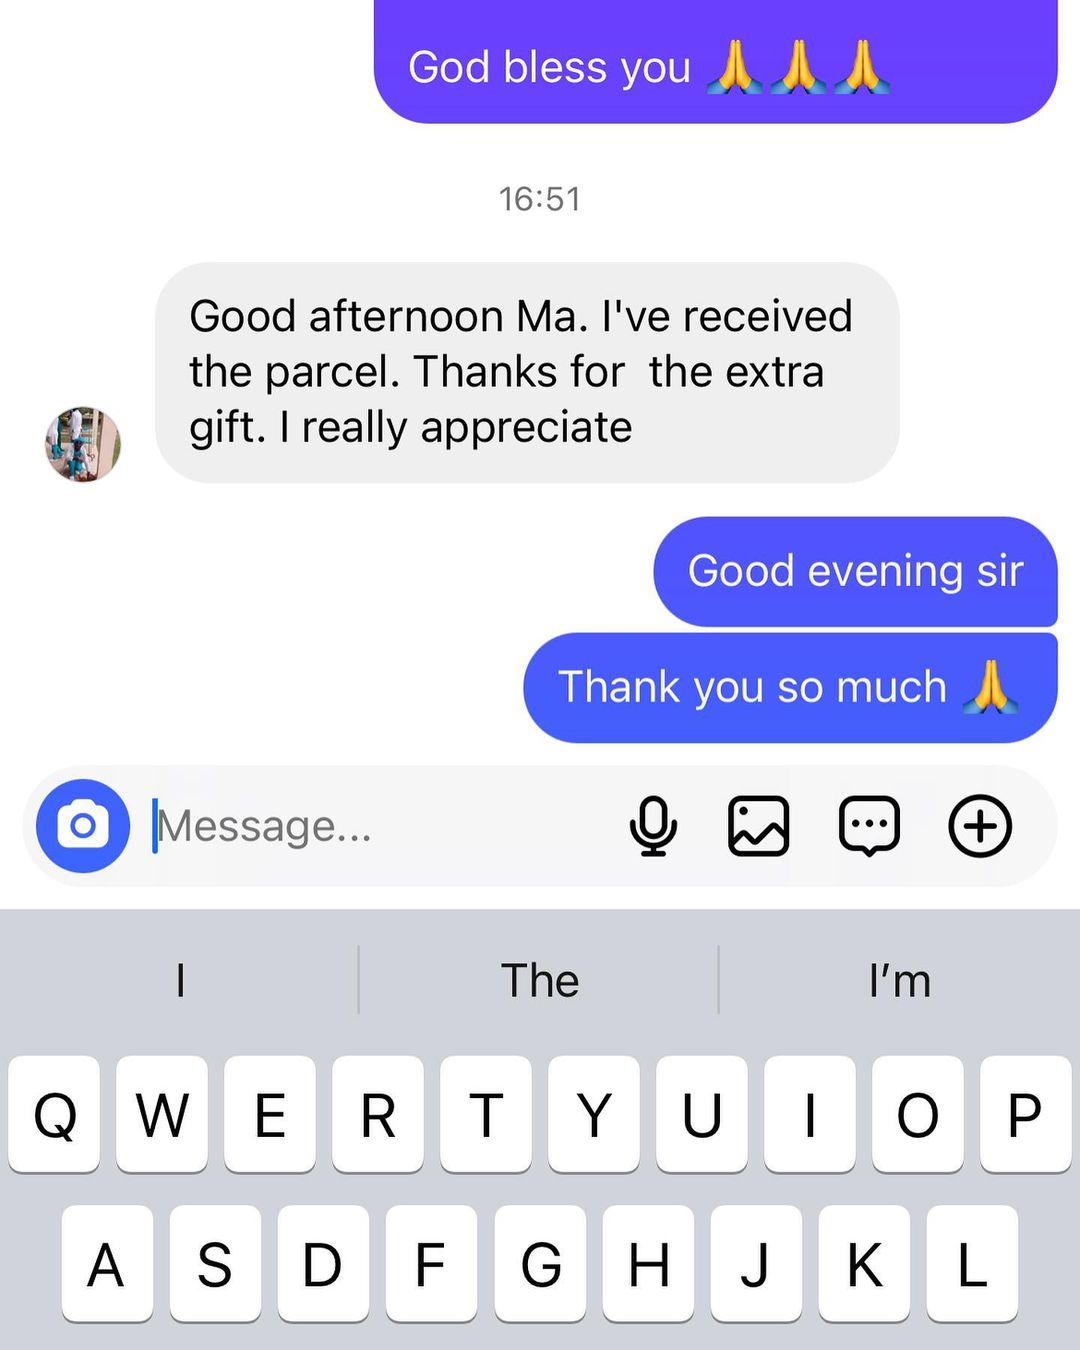 God bless you 🙏🙏🙏
16:51
Good afternoon Ma. I've received
the parcel. Thanks for  the extra
gift. I really appreciate
Good evening sir
Thank you so much 🙏
Message...
I The I'm
Q W E R T Y U I O P
A S D F G H J K L